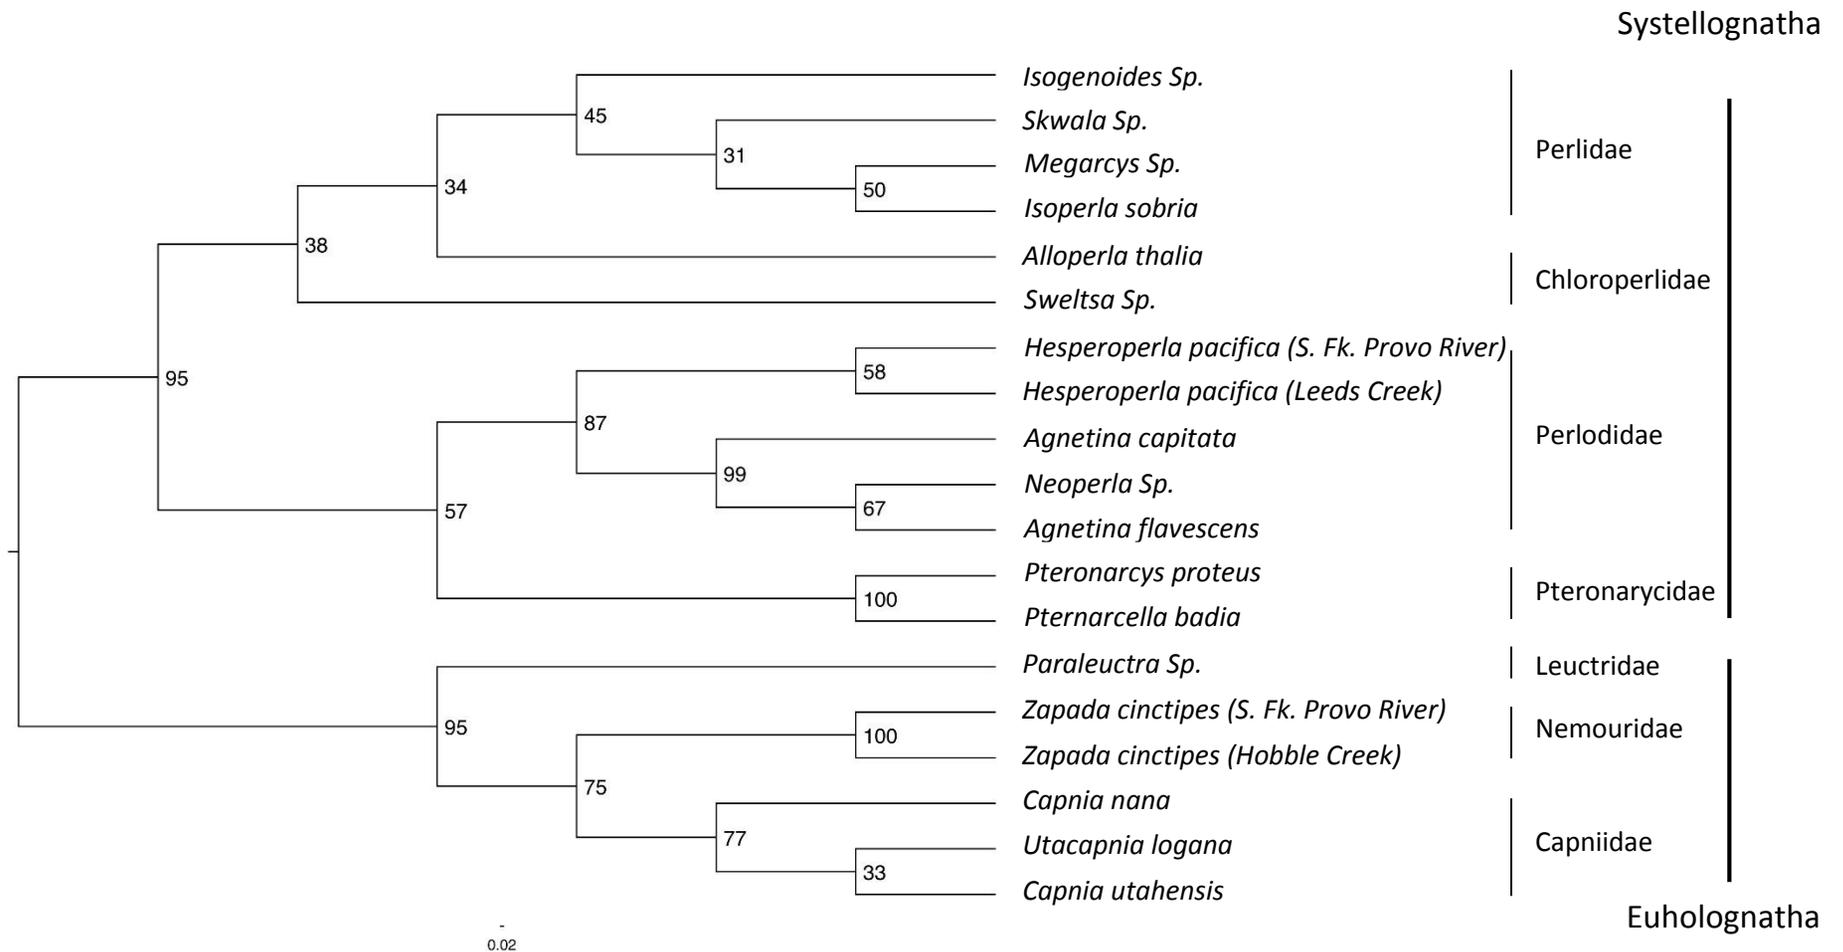 Systellognatha
Isogenoides Sp.
45
Skwala Sp.
31
Perlidae
Megarcys Sp.
34
50
Isoperla sobria
38
Alloperla thalia
Chloroperlidae
Sweltsa Sp.
Hesperoperla pacifica (S. Fk. Provo River)
95
58
Hesperoperla pacifica (Leeds Creek)
87
Agnetina capitata
Perlodidae
99
Neoperla Sp.
57
67
Agnetina flavescens
Pteronarcys proteus
100
Pteronarycidae
Pternarcella badia
Paraleuctra Sp.
Leuctridae
Zapada cinctipes (S. Fk. Provo River)
95
100
Nemouridae
Zapada cinctipes (Hobble Creek)
75
Capnia nana
77
Utacapnia logana
Capniidae
33
Capnia utahensis
Euholognatha
0.02